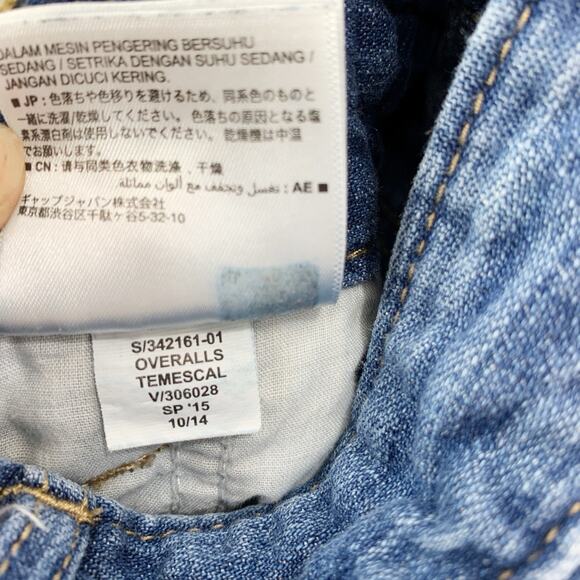 DALAM MESIN PENGERING BERSUHU
SEDANG / SETRIKA DENGAN SUHU SEDANG /
JANGAN DICUCI KERING.
■ JP : 色落ちや色移りを避けるため、同系色のものと
一緒に洗濯/乾燥してください。色落ちの原因となる塩
素系漂白剤は使用しないでください。乾燥機は中温
でお願いします。
■ CN : 请与同类色衣物洗涤、干燥
■ AE : تغسل وتجفف مع ألوان مماثلة.
ギャップジャパン株式会社
東京都渋谷区千駄ヶ谷5-32-10
S/342161-01
OVERALLS
TEMESCAL
V/306028
SP '15
10/14